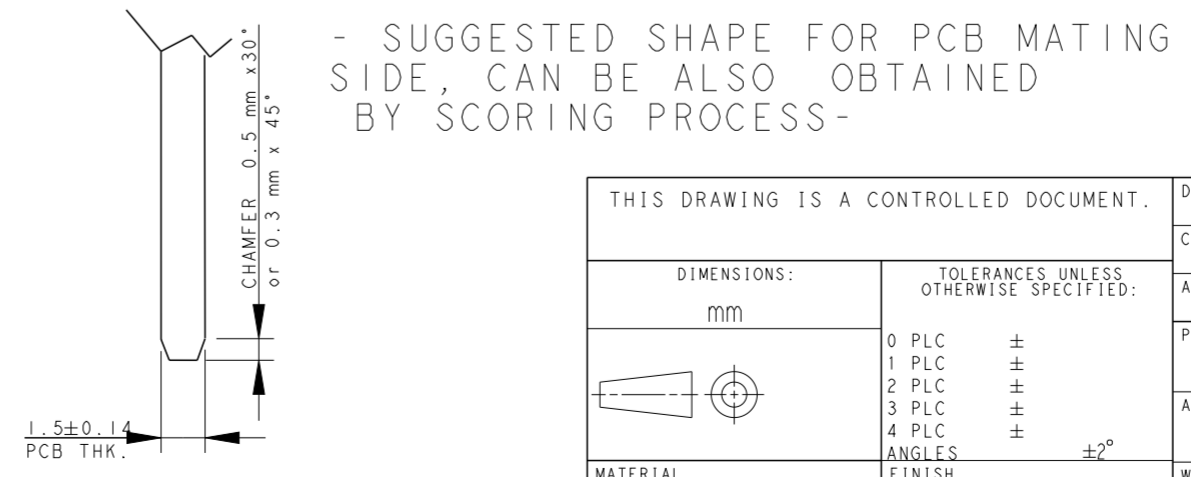 - SUGGESTED SHAPE FOR PCB MATING
SIDE, CAN BE ALSO OBTAINED
BY SCORING PROCESS-
CHAMFER 0.5 mm x30°
or 0.3 mm x 45°
1.5±0.14
PCB THK.
THIS DRAWING IS A CONTROLLED DOCUMENT.
DIMENSIONS:
mm
TOLERANCES UNLESS
OTHERWISE SPECIFIED:
0 PLC ±
1 PLC ±
2 PLC ±
3 PLC ±
4 PLC ±
ANGLES ±2°
MATERIAL
FINISH
D
C
A
P
A
W